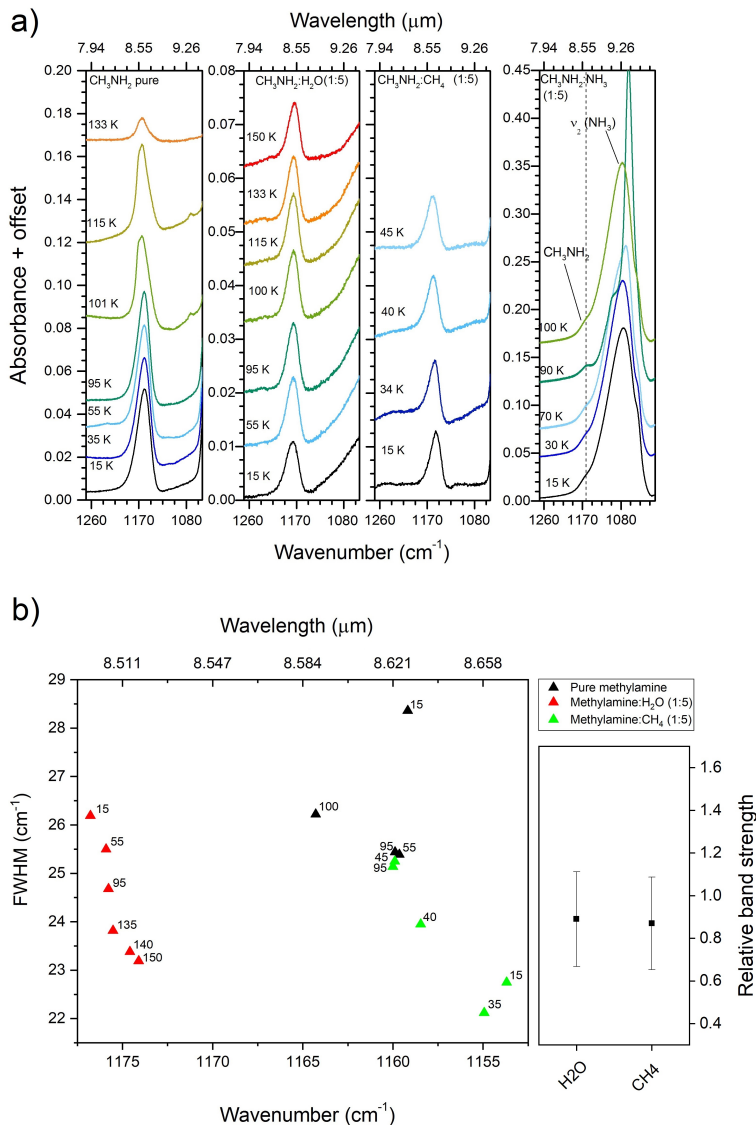 a)
Wavelength (μm)
7.94 8.55 9.26 7.94 8.55 9.26 7.94 8.55 9.26 7.94 8.55 9.26
CH₃NH₂ pure
0.20
0.18
0.16
0.14
0.12
0.10
0.08
0.06
0.04
0.02
0.00
133 K
115 K
101 K
95 K
55 K
35 K
15 K
1260 1170 1080
CH₃NH₂:H₂O(1:5)
0.08
0.07
0.06
0.05
0.04
0.03
0.02
0.01
0.00
150 K
133 K
115 K
100 K
95 K
55 K
15 K
1260 1170 1080
CH₃NH₂:CH₄ (1:5)
45 K
40 K
34 K
15 K
1260 1170 1080
CH₃NH₂:NH₃
(1:5)
0.45
0.40
0.35
0.30
0.25
0.20
0.15
0.10
0.05
0.00
ν₂ (NH₃)
CH₃NH₂
100 K
90 K
70 K
30 K
15 K
1260 1170 1080
Absorbance + offset
Wavenumber (cm⁻¹)
b)
Wavelength (μm)
8.511 8.547 8.584 8.621 8.658
29
28
27
26
25
24
23
22
FWHM (cm⁻¹)
15
100
15
55
95
55
45
95
95
135
40
140
150
15
35
1175 1170 1165 1160 1155
Wavenumber (cm⁻¹)
Pure methylamine
Methylamine:H₂O (1:5)
Methylamine:CH₄ (1:5)
1.6
1.4
1.2
1.0
0.8
0.6
0.4
Relative band strength
H2O
CH4